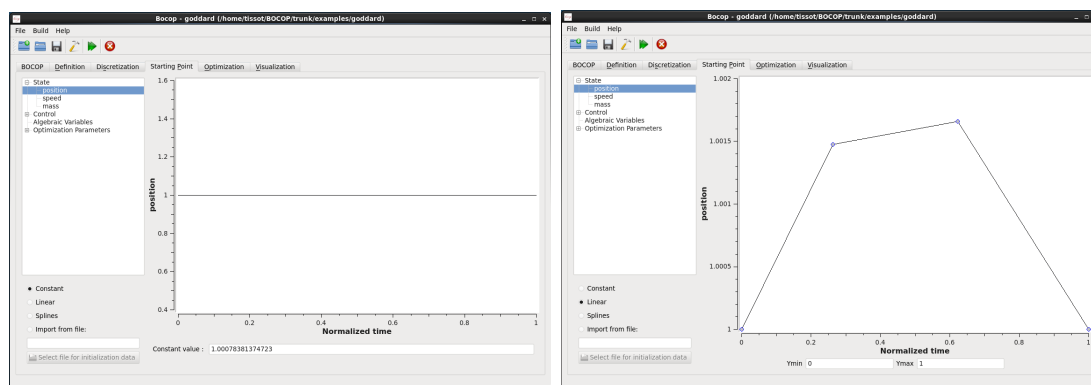 Bocop - goddard (/home/tissot/BOCOP/trunk/examples/goddard)
File Build Help
BOCOP Definition Discretization Starting Point Optimization Visualization
State
position
speed
mass
Control
Algebraic Variables
Optimization Parameters
Constant
Linear
Splines
Import from file:
Select file for initialization data
position
1.6
1.4
1.2
1
0.8
0.6
0.4
0 0.2 0.4 0.6 0.8 1
Normalized time
Constant value : 1.00078381374723
Bocop - goddard (/home/tissot/BOCOP/trunk/examples/goddard)
File Build Help
BOCOP Definition Discretization Starting Point Optimization Visualization
State
position
speed
mass
Control
Algebraic Variables
Optimization Parameters
Constant
Linear
Splines
Import from file:
Select file for initialization data
position
1.002
1.0015
1.001
1.0005
1
0 0.2 0.4 0.6 0.8 1
Normalized time
Ymin 0 Ymax 1